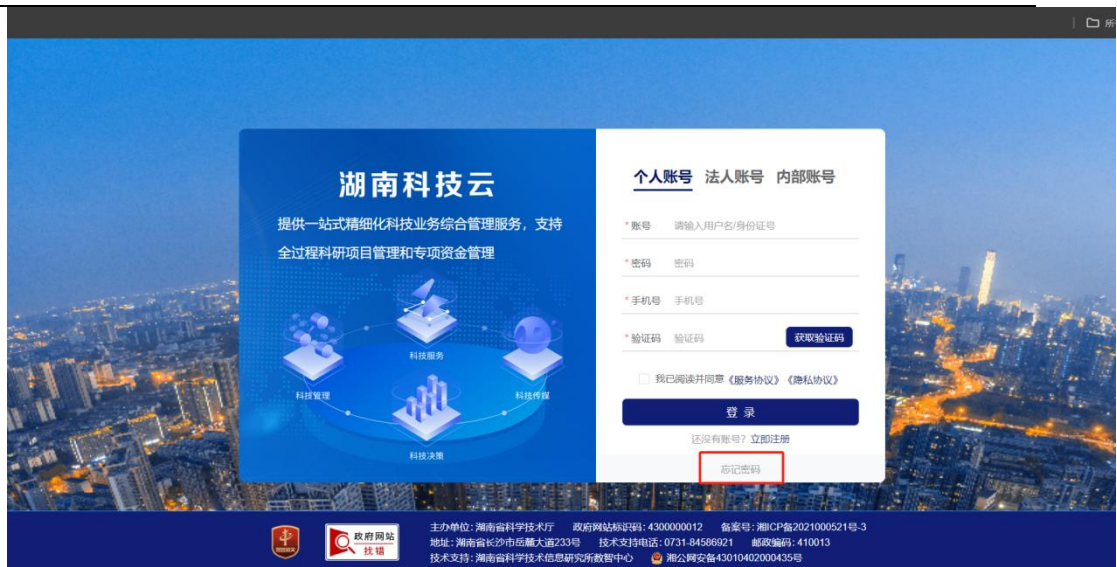 所
湖南科技云
提供一站式精细化科技业务综合管理服务，支持
全过程科研项目管理和专项资金管理
科技服务
科技管理
科技传媒
科技决策
个人账号 法人账号 内部账号
*账号 请输入用户名/身份证号
*密码 密码
*手机号 手机号
*验证码 验证码 获取验证码
我已阅读并同意《服务协议》《隐私协议》
登 录
还没有账号？立即注册
忘记密码
政府网站
找错
主办单位：湖南省科学技术厅 政府网站标识码：4300000012 备案号：湘ICP备2021000521号-3
地址：湖南省长沙市岳麓大道233号 技术支持电话：0731-84586921 邮政编码：410013
技术支持：湖南省科学技术信息研究所数智中心 湘公网安备43010402000435号